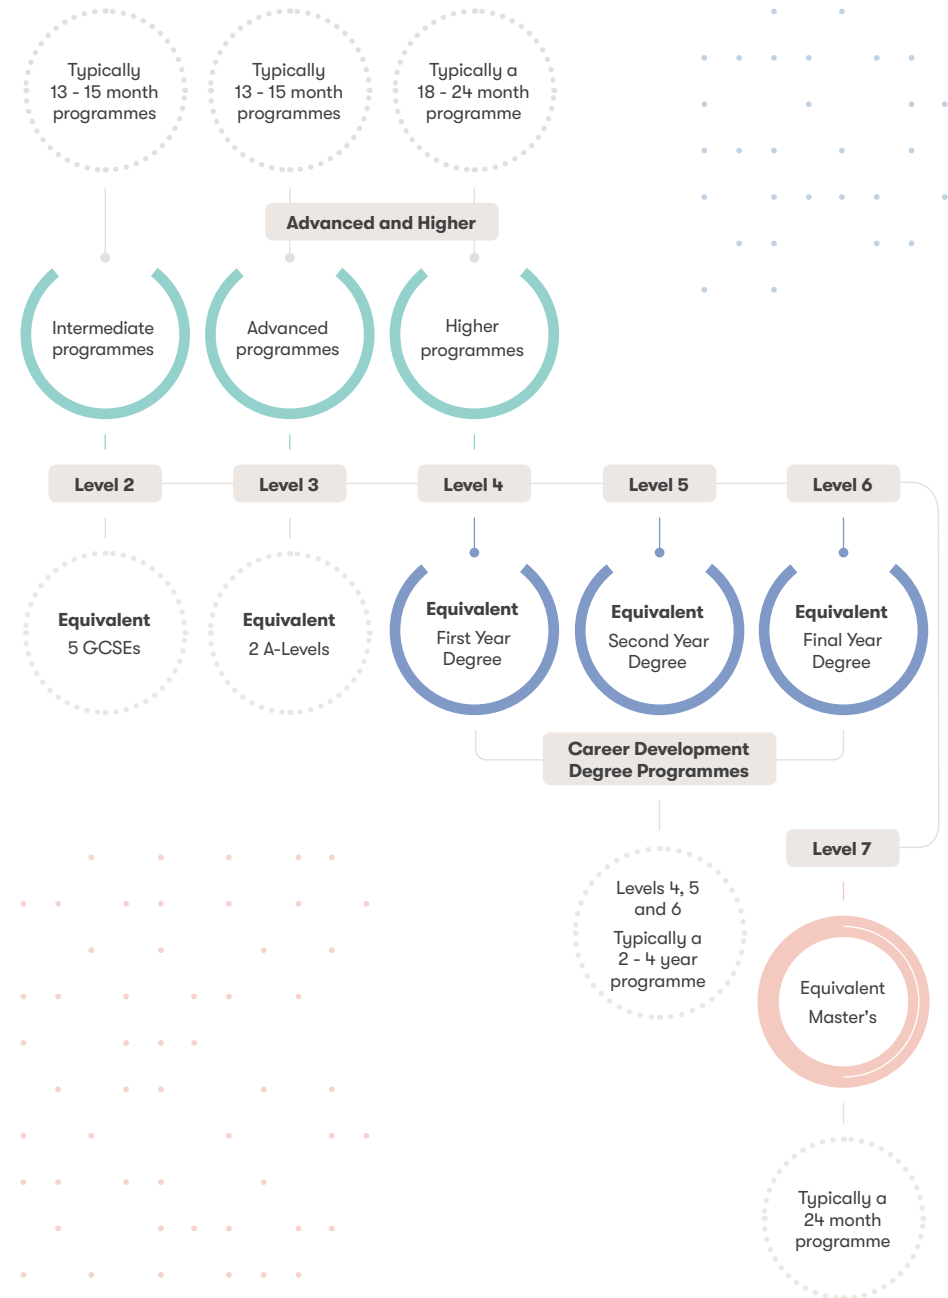 Typically
13 - 15 month
programmes
Typically
13 - 15 month
programmes
Typically a
18 - 24 month
programme
Advanced and Higher
Intermediate
programmes
Advanced
programmes
Higher
programmes
Level 2
Level 3
Level 4
Level 5
Level 6
Equivalent
5 GCSEs
Equivalent
2 A-Levels
Equivalent
First Year
Degree
Equivalent
Second Year
Degree
Equivalent
Final Year
Degree
Career Development
Degree Programmes
Levels 4, 5
and 6
Typically a
2 - 4 year
programme
Level 7
Equivalent
Master's
Typically a
24 month
programme